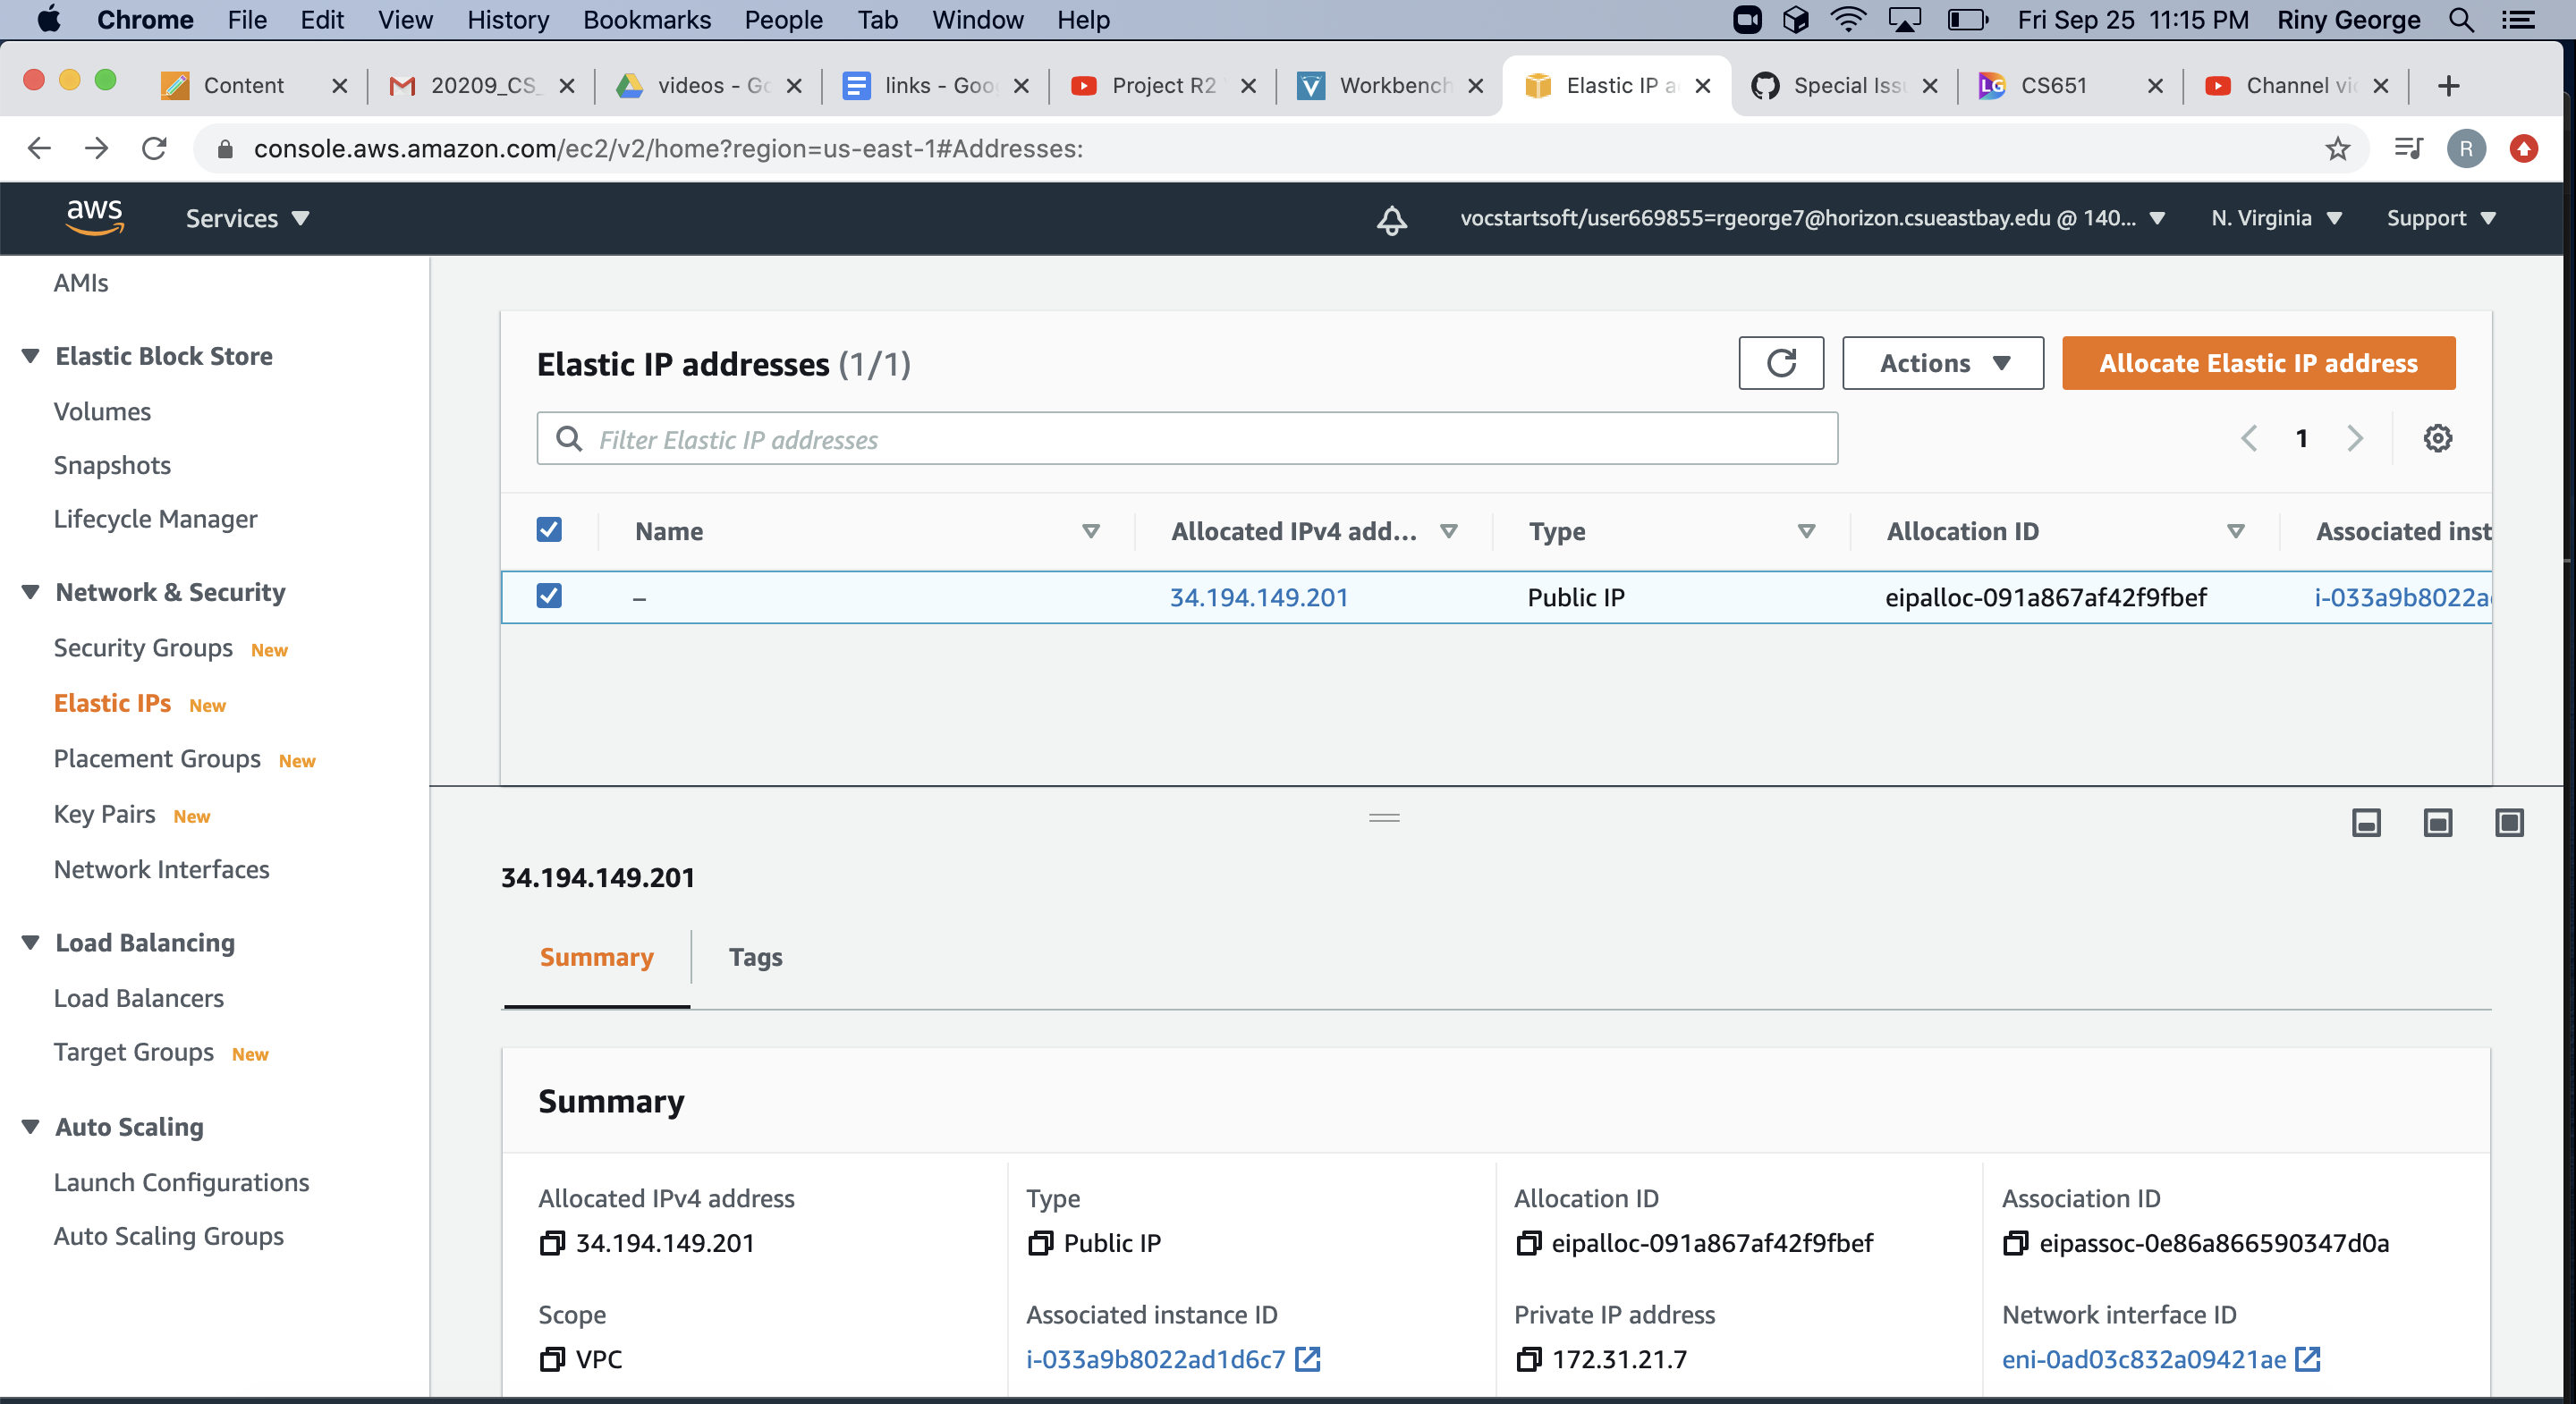 Chrome File Edit View History Bookmarks People Tab Window Help Fri Sep 25 11:15 PM Riny George
Content 20209_CS_ videos - Go links - Goo Project R2 Workbench Elastic IP a Special Iss CS651 Channel vi
console.aws.amazon.com/ec2/v2/home?region=us-east-1#Addresses: R
aws Services vocstartsoft/user669855=rgeorge7@horizon.csueastbay.edu @ 140... N. Virginia Support
AMIs
Elastic Block Store
Volumes
Snapshots
Lifecycle Manager
Network & Security
Security Groups New
Elastic IPs New
Placement Groups New
Key Pairs New
Network Interfaces
Load Balancing
Load Balancers
Target Groups New
Auto Scaling
Launch Configurations
Auto Scaling Groups
Elastic IP addresses (1/1) Actions Allocate Elastic IP address
Filter Elastic IP addresses 1
Name Allocated IPv4 add... Type Allocation ID Associated inst
– 34.194.149.201 Public IP eipalloc-091a867af42f9fbef i-033a9b8022a
34.194.149.201
Summary Tags
Summary
Allocated IPv4 address Type Allocation ID Association ID
34.194.149.201 Public IP eipalloc-091a867af42f9fbef eipassoc-0e86a866590347d0a
Scope Associated instance ID Private IP address Network interface ID
VPC i-033a9b8022ad1d6c7 172.31.21.7 eni-0ad03c832a09421ae